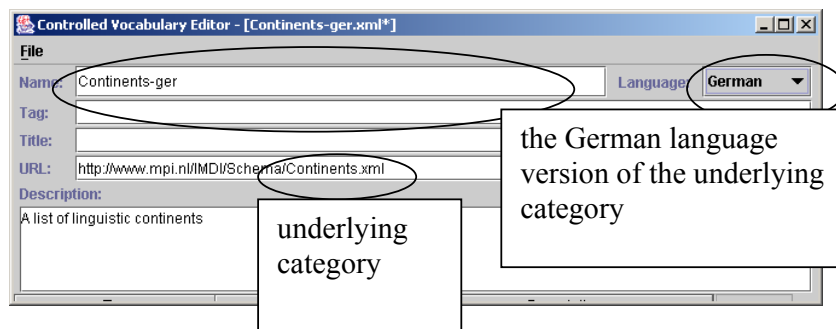 Controlled Vocabulary Editor - [Continents-ger.xml*]
File
Name: Continents-ger Language: German
Tag:
Title:
URL: http://www.mpi.nl/IMDI/Schema/Continents.xml
Description:
A list of linguistic continents
the German language
version of the underlying
category
underlying
category